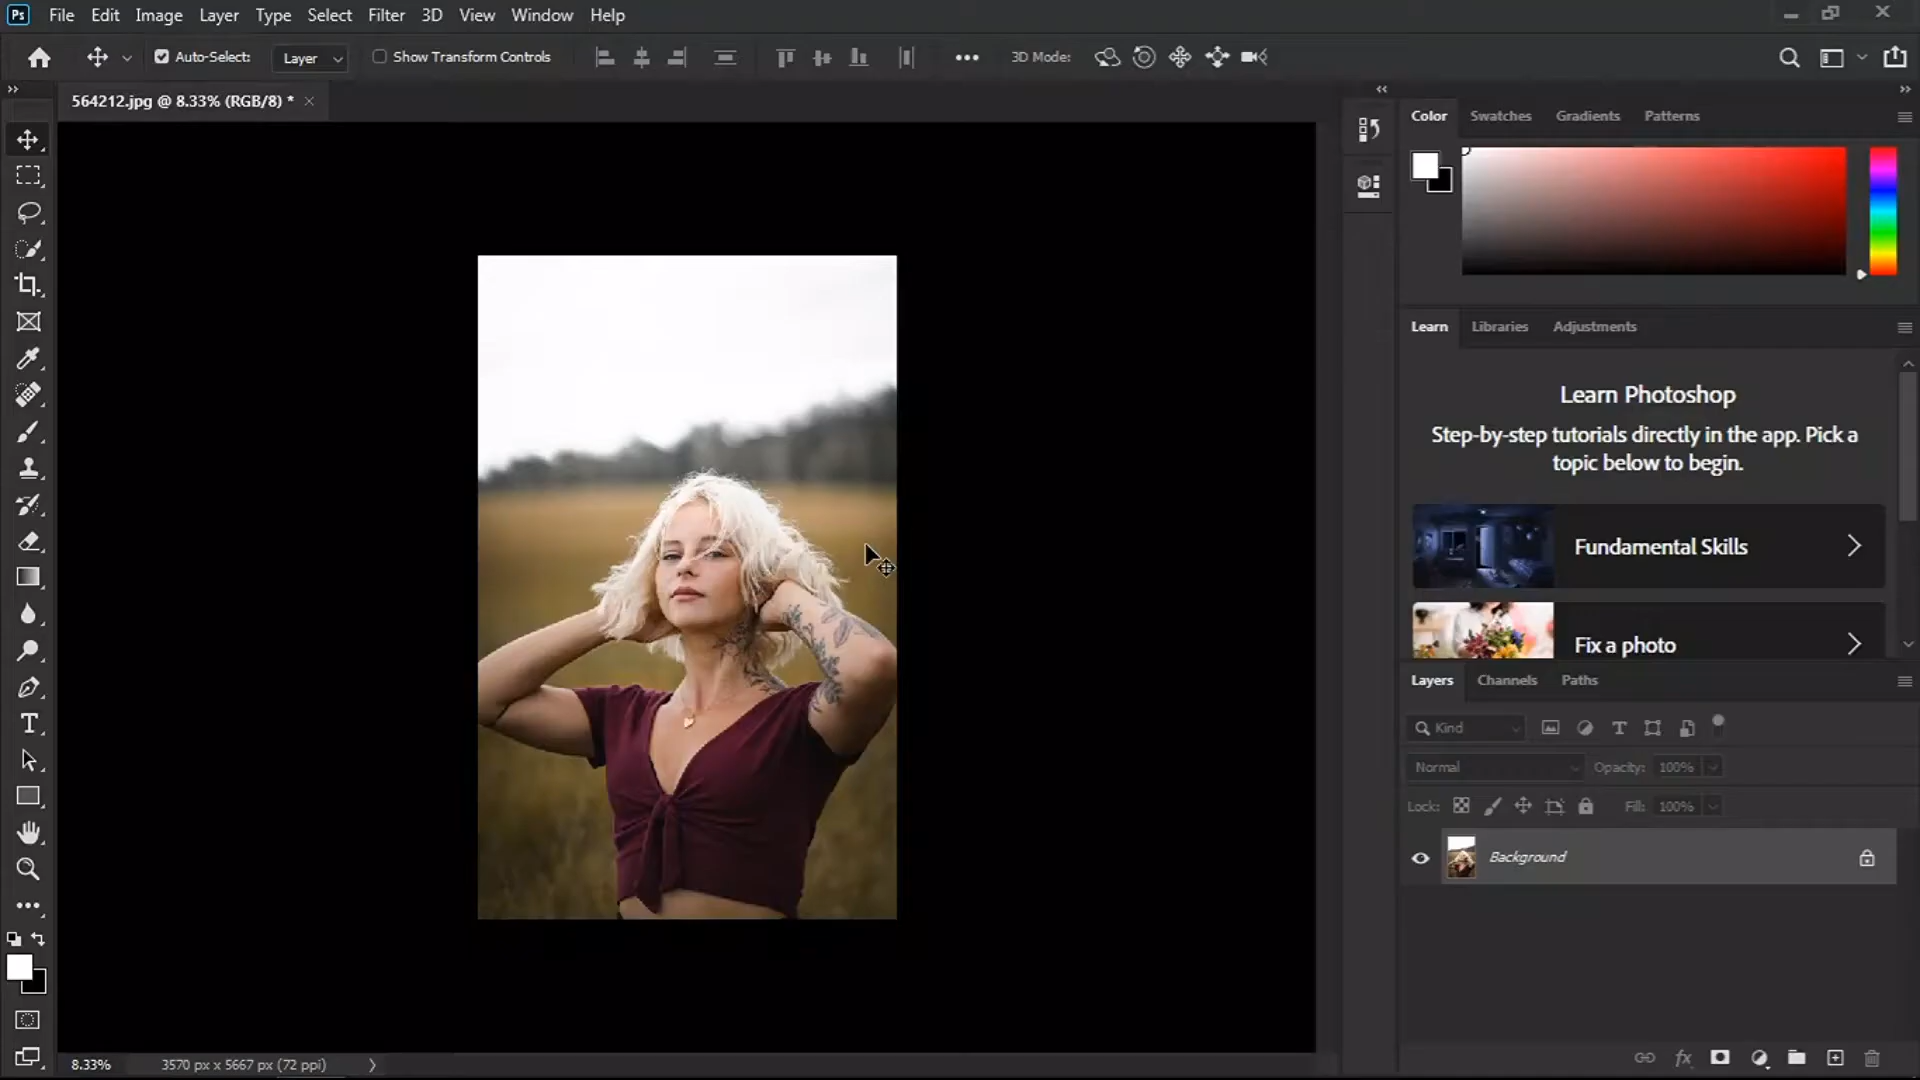 Ps File Edit Image Layer Type Select Filter 3D View Window Help
Auto-Select: Layer Show Transform Controls 3D Mode:
564212.jpg @ 8.33% (RGB/8) *
Color Swatches Gradients Patterns
Learn Libraries Adjustments
Learn Photoshop
Step-by-step tutorials directly in the app. Pick a
topic below to begin.
Fundamental Skills
Fix a photo
Layers Channels Paths
Kind
Normal Opacity: 100%
Lock: Fill: 100%
Background
fx
8.33% 3570 px x 5667 px (72 ppi)